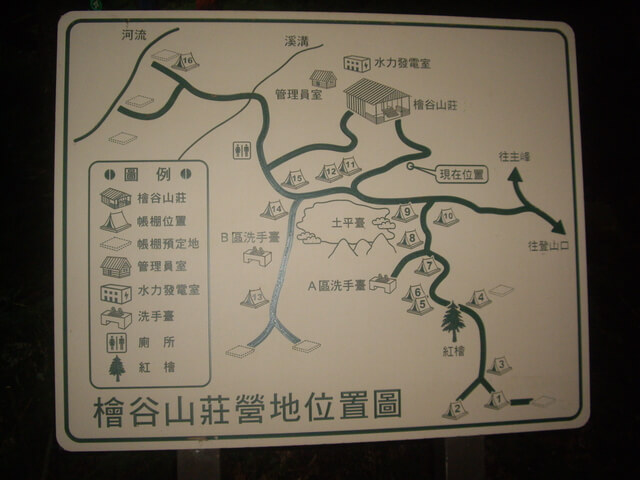 河流
溪溝
水力發電室
管理員室
檜谷山莊
16
現在位置
往主峰
往登山口
15
12
11
14
13
B區洗手臺
土平臺
A區洗手臺
9
10
8
7
6
5
4
紅檜
3
2
1
圖例
檜谷山莊
帳棚位置
帳棚預定地
管理員室
水力發電室
洗手臺
廁所
紅檜
檜谷山莊營地位置圖